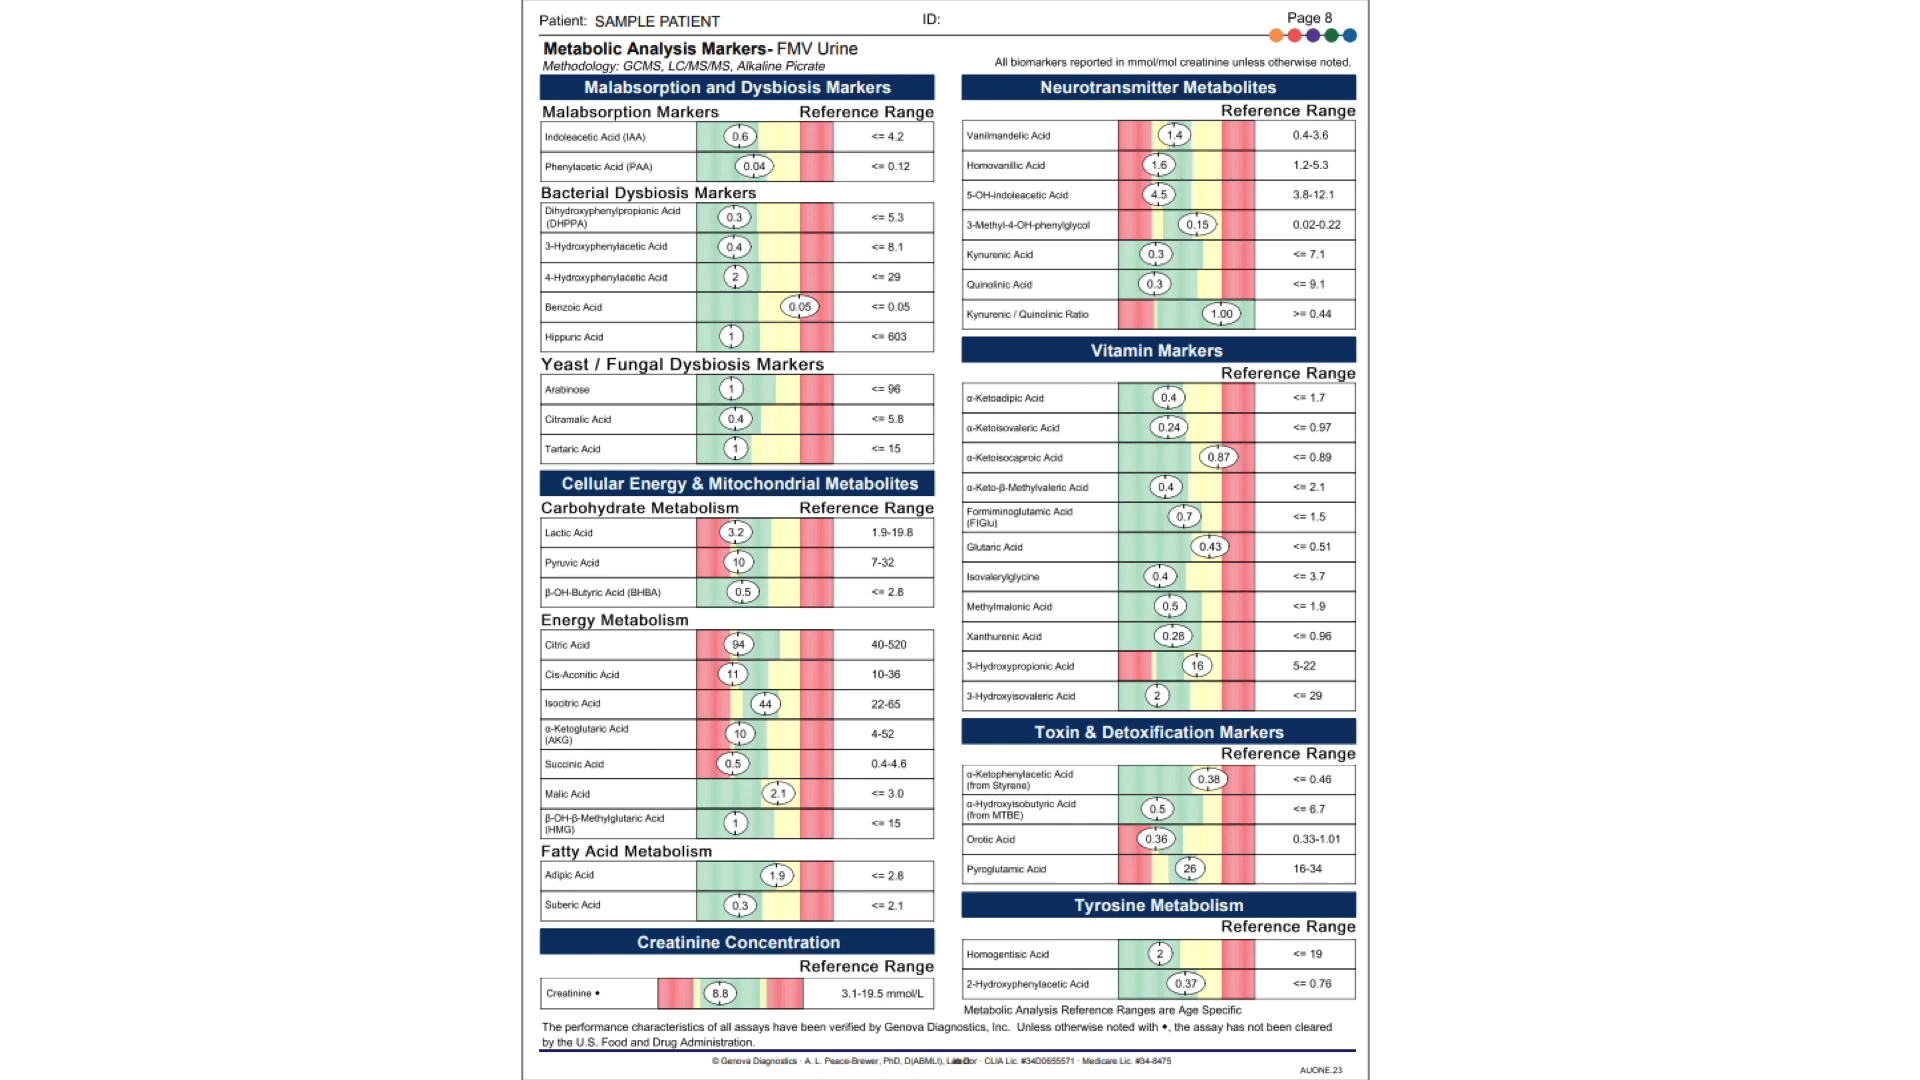 Patient: SAMPLE PATIENT ID: Page 8
Metabolic Analysis Markers- FMV Urine
Methodology: GCMS, LC/MS/MS, Alkaline Picrate
All biomarkers reported in mmol/mol creatinine unless otherwise noted.
Malabsorption and Dysbiosis Markers
Malabsorption Markers Reference Range
Indoleacetic Acid (IAA) 0.6 <= 4.2
Phenylacetic Acid (PAA) 0.04 <= 0.12
Bacterial Dysbiosis Markers
Dihydroxyphenylpropionic Acid
(DHPPA) 0.3 <= 5.3
3-Hydroxyphenylacetic Acid 0.4 <= 8.1
4-Hydroxyphenylacetic Acid 2 <= 29
Benzoic Acid 0.05 <= 0.05
Hippuric Acid 1 <= 603
Yeast / Fungal Dysbiosis Markers
Arabinose 1 <= 96
Citramalic Acid 0.4 <= 5.8
Tartaric Acid 1 <= 15
Cellular Energy & Mitochondrial Metabolites
Carbohydrate Metabolism Reference Range
Lactic Acid 3.2 1.9-19.8
Pyruvic Acid 10 7-32
β-OH-Butyric Acid (BHBA) 0.5 <= 2.8
Energy Metabolism
Citric Acid 94 40-520
Cis-Aconitic Acid 11 10-36
Isocitric Acid 44 22-65
α-Ketoglutaric Acid
(AKG) 10 4-52
Succinic Acid 0.5 0.4-4.6
Malic Acid 2.1 <= 3.0
β-OH-β-Methylglutaric Acid
(HMG) 1 <= 15
Fatty Acid Metabolism
Adipic Acid 1.9 <= 2.8
Suberic Acid 0.3 <= 2.1
Creatinine Concentration
Reference Range
Creatinine ♦ 8.8 3.1-19.5 mmol/L
Neurotransmitter Metabolites
Reference Range
Vanilmandelic Acid 1.4 0.4-3.6
Homovanillic Acid 1.6 1.2-5.3
5-OH-indoleacetic Acid 4.5 3.8-12.1
3-Methyl-4-OH-phenylglycol 0.15 0.02-0.22
Kynurenic Acid 0.3 <= 7.1
Quinolinic Acid 0.3 <= 9.1
Kynurenic / Quinolinic Ratio 1.00 >= 0.44
Vitamin Markers
Reference Range
α-Ketoadipic Acid 0.4 <= 1.7
α-Ketoisovaleric Acid 0.24 <= 0.97
α-Ketoisocaproic Acid 0.87 <= 0.89
α-Keto-β-Methylvaleric Acid 0.4 <= 2.1
Formiminoglutamic Acid
(FIGlu) 0.7 <= 1.5
Glutaric Acid 0.43 <= 0.51
Isovalerylglycine 0.4 <= 3.7
Methylmalonic Acid 0.5 <= 1.9
Xanthurenic Acid 0.28 <= 0.96
3-Hydroxypropionic Acid 16 5-22
3-Hydroxyisovaleric Acid 2 <= 29
Toxin & Detoxification Markers
Reference Range
α-Ketophenylacetic Acid
(from Styrene) 0.38 <= 0.46
α-Hydroxyisobutyric Acid
(from MTBE) 0.5 <= 6.7
Orotic Acid 0.36 0.33-1.01
Pyroglutamic Acid 26 16-34
Tyrosine Metabolism
Reference Range
Homogentisic Acid 2 <= 19
2-Hydroxyphenylacetic Acid 0.37 <= 0.76
Metabolic Analysis Reference Ranges are Age Specific
The performance characteristics of all assays have been verified by Genova Diagnostics, Inc. Unless otherwise noted with ♦, the assay has not been cleared
by the U.S. Food and Drug Administration.
© Genova Diagnostics · A. L. Peace-Brewer, PhD, D(ABMLI), · CLIA Lic. #34D0655571 · Medicare Lic. #34-8475
AUONE.23